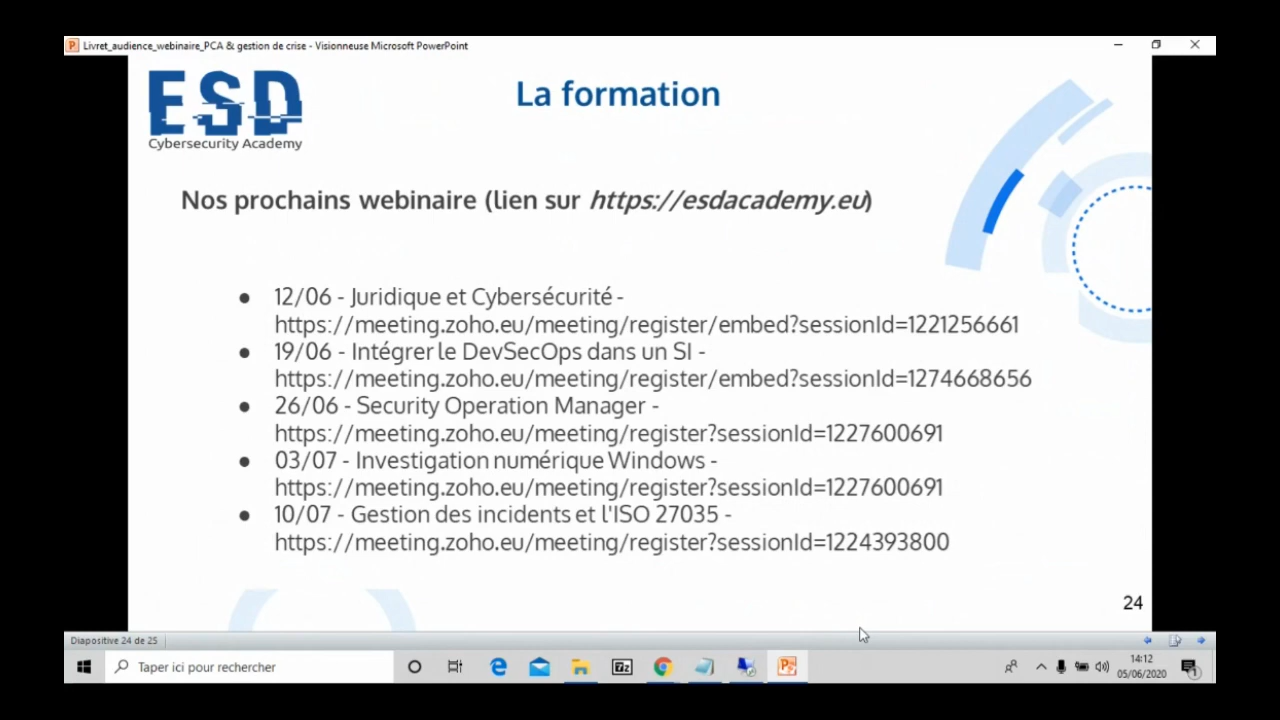 Livret_audience_webinaire_PCA & gestion de crise - Visionneuse Microsoft PowerPoint
ESD
Cybersecurity Academy
La formation
Nos prochains webinaire (lien sur https://esdacademy.eu)
● 12/06 - Juridique et Cybersécurité -
https://meeting.zoho.eu/meeting/register/embed?sessionId=1221256661
● 19/06 - Intégrer le DevSecOps dans un SI -
https://meeting.zoho.eu/meeting/register/embed?sessionId=1274668656
● 26/06 - Security Operation Manager -
https://meeting.zoho.eu/meeting/register?sessionId=1227600691
● 03/07 - Investigation numérique Windows -
https://meeting.zoho.eu/meeting/register?sessionId=1227600691
● 10/07 - Gestion des incidents et l'ISO 27035 -
https://meeting.zoho.eu/meeting/register?sessionId=1224393800
24
Diapositive 24 de 25
Taper ici pour rechercher
14:12
05/06/2020